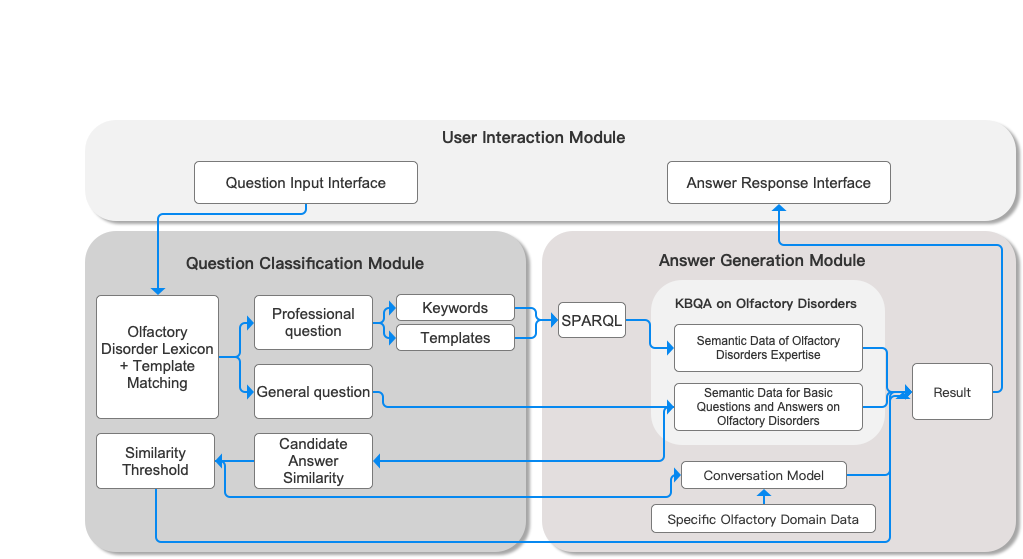 User Interaction Module
Question Input Interface
Answer Response Interface
Question Classification Module
Olfactory
Disorder Lexicon
+ Template
Matching
Professional
question
Keywords
Templates
General question
Similarity
Threshold
Candidate
Answer
Similarity
Answer Generation Module
SPARQL
KBQA on Olfactory Disorders
Semantic Data of Olfactory
Disorders Expertise
Semantic Data for Basic
Questions and Answers on
Olfactory Disorders
Result
Conversation Model
Specific Olfactory Domain Data